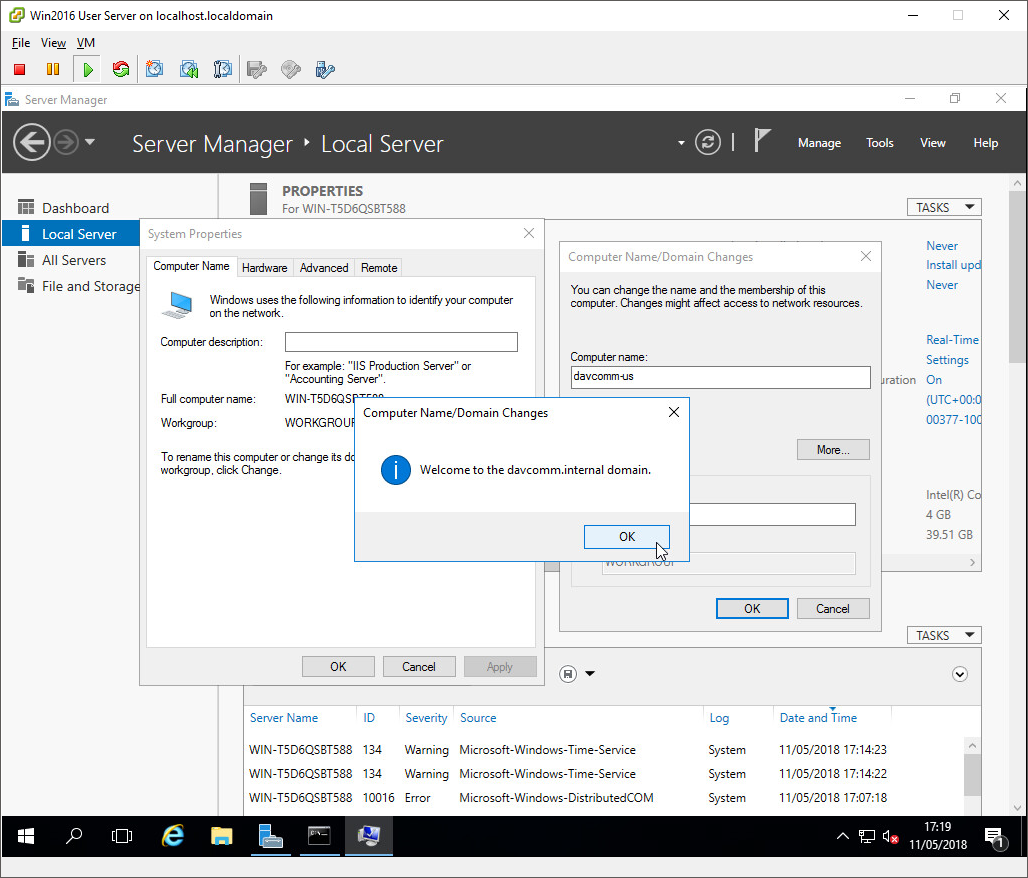 Win2016 User Server on localhost.localdomain
File View VM
Server Manager
Server Manager Local Server
Manage Tools View Help
Dashboard
Local Server
All Servers
File and Storage
PROPERTIES
For WIN-T5D6QSBT588
TASKS
System Properties
Computer Name Hardware Advanced Remote
Windows uses the following information to identify your computer
on the network.
Computer description:
For example: "IIS Production Server" or
"Accounting Server".
Full computer name: WIN-T5D6QSBT588
Workgroup: WORKGROUP
To rename this computer or change its do
workgroup, click Change.
OK Cancel Apply
Computer Name/Domain Changes
You can change the name and the membership of this
computer. Changes might affect access to network resources.
Computer name:
davcomm-us
More...
WORKGROUP
OK Cancel
Computer Name/Domain Changes
Welcome to the davcomm.internal domain.
OK
Never
Install upd
Never
Real-Time
Settings
uration On
(UTC+00:0
00377-100
Intel(R) Co
4 GB
39.51 GB
TASKS
Server Name ID Severity Source Log Date and Time
WIN-T5D6QSBT588 134 Warning Microsoft-Windows-Time-Service System 11/05/2018 17:14:23
WIN-T5D6QSBT588 134 Warning Microsoft-Windows-Time-Service System 11/05/2018 17:14:22
WIN-T5D6QSBT588 10016 Error Microsoft-Windows-DistributedCOM System 11/05/2018 17:07:18
17:19
11/05/2018
1